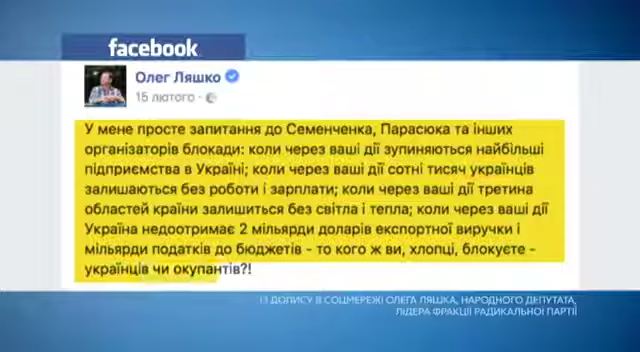 facebook
Олег Ляшко
15 лютого ·
У мене просте запитання до Семенченка, Парасюка та інших
організаторів блокади: коли через ваші дії зупиняються найбільші
підприємства в Україні; коли через ваші дії сотні тисяч українців
залишаються без роботи і зарплати; коли через ваші дії третина
областей країни залишиться без світла і тепла; коли через ваші дії
Україна недоотримає 2 мільярди доларів експортної виручки і
мільярди податків до бюджетів - то кого ж ви, хлопці, блокуєте -
українців чи окупантів?!
ІЗ ДОПИСУ В СОЦМЕРЕЖІ ОЛЕГА ЛЯШКА, НАРОДНОГО ДЕПУТАТА,
ЛІДЕРА ФРАКЦІЇ РАДИКАЛЬНОЇ ПАРТІЇ